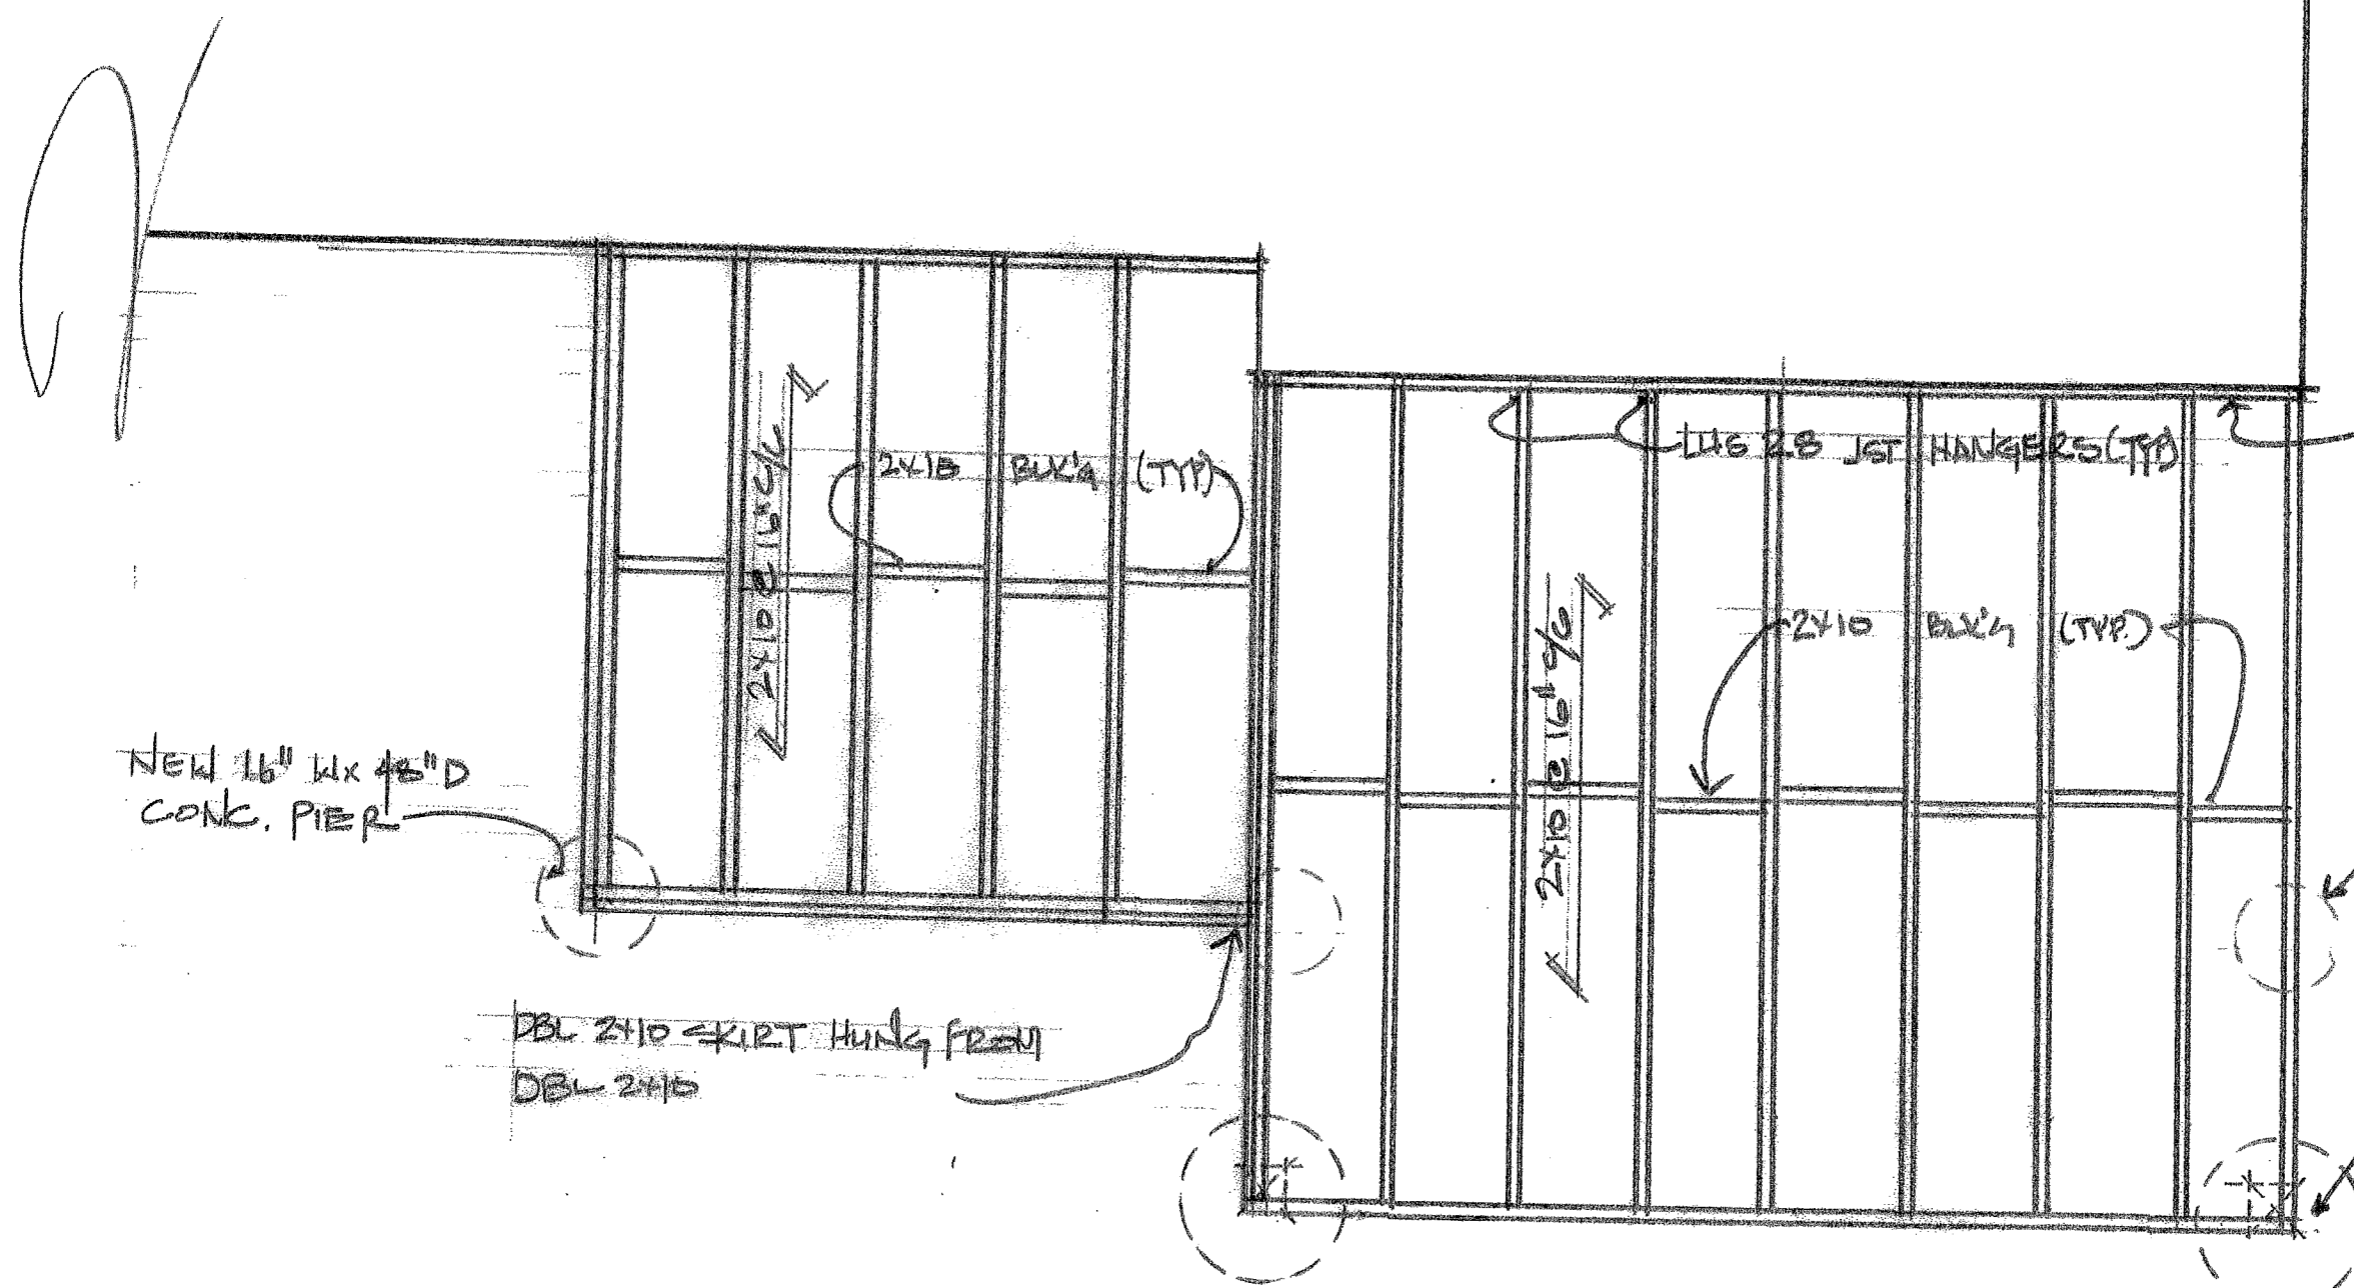 2x10 @ 16" o/c
2x10 BLK'G (TYP)
LUS 28 JST HANGERS (TYP)
2x10 @ 16" o/c
2x10 BLK'G (TYP.)
NEW 16" W x 48" D
CONC. PIER
DBL 2x10 SKIRT HUNG FROM
DBL 2x10